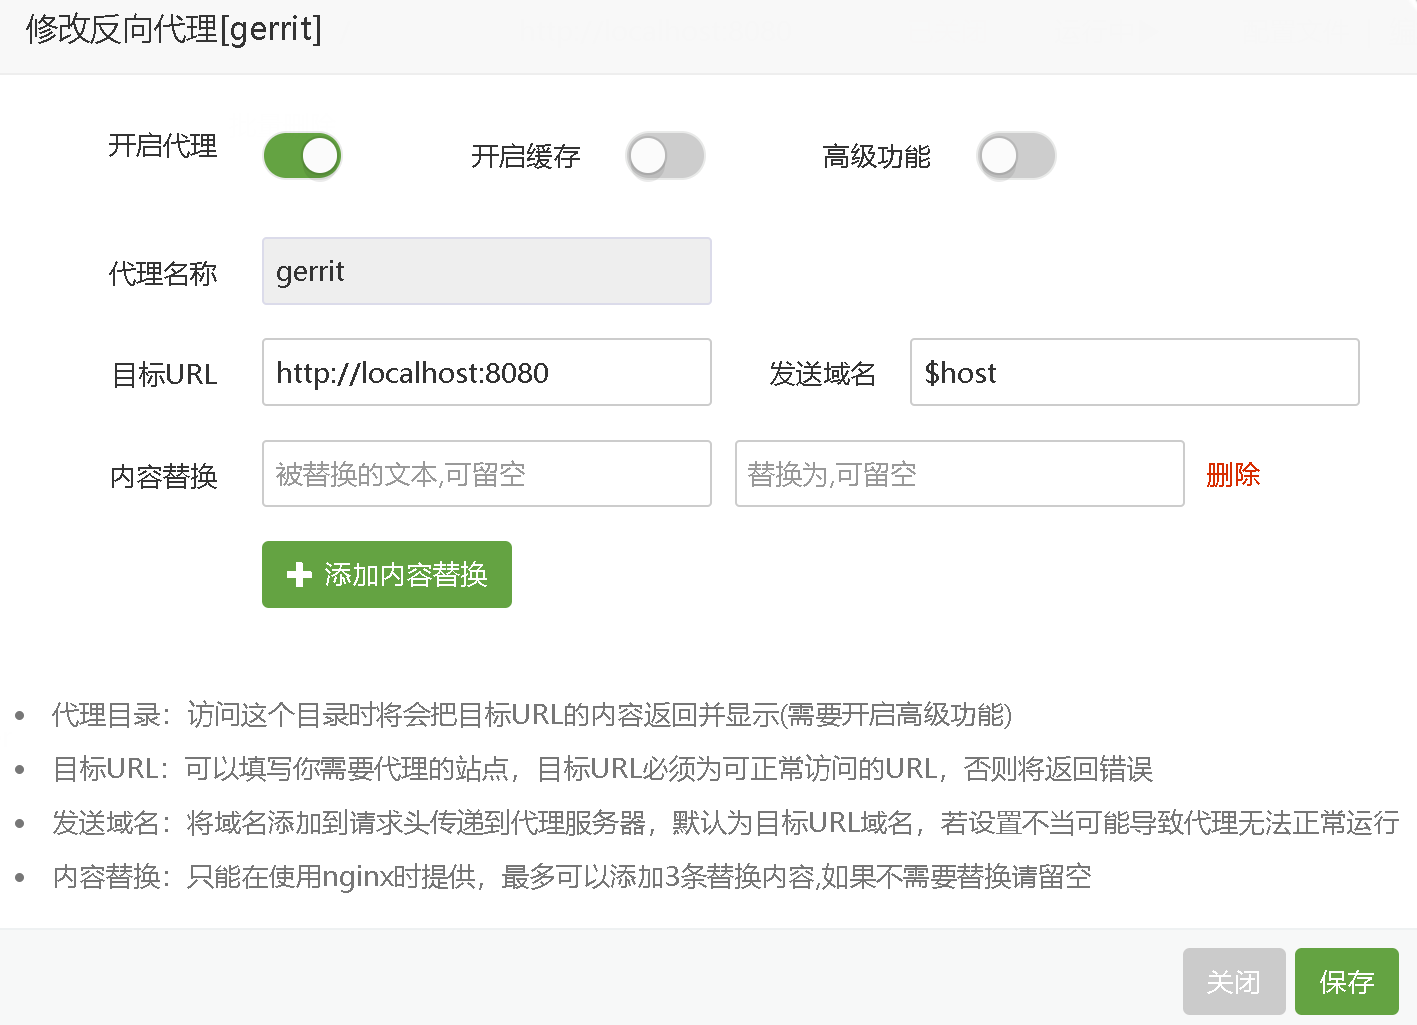 修改反向代理[gerrit]
开启代理 开启缓存 高级功能
代理名称 gerrit
目标URL http://localhost:8080 发送域名 $host
内容替换 被替换的文本,可留空 替换为,可留空 删除
添加内容替换
代理目录：访问这个目录时将会把目标URL的内容返回并显示(需要开启高级功能)
目标URL：可以填写你需要代理的站点，目标URL必须为可正常访问的URL，否则将返回错误
发送域名：将域名添加到请求头传递到代理服务器，默认为目标URL域名，若设置不当可能导致代理无法正常运行
内容替换：只能在使用nginx时提供，最多可以添加3条替换内容,如果不需要替换请留空
关闭 保存